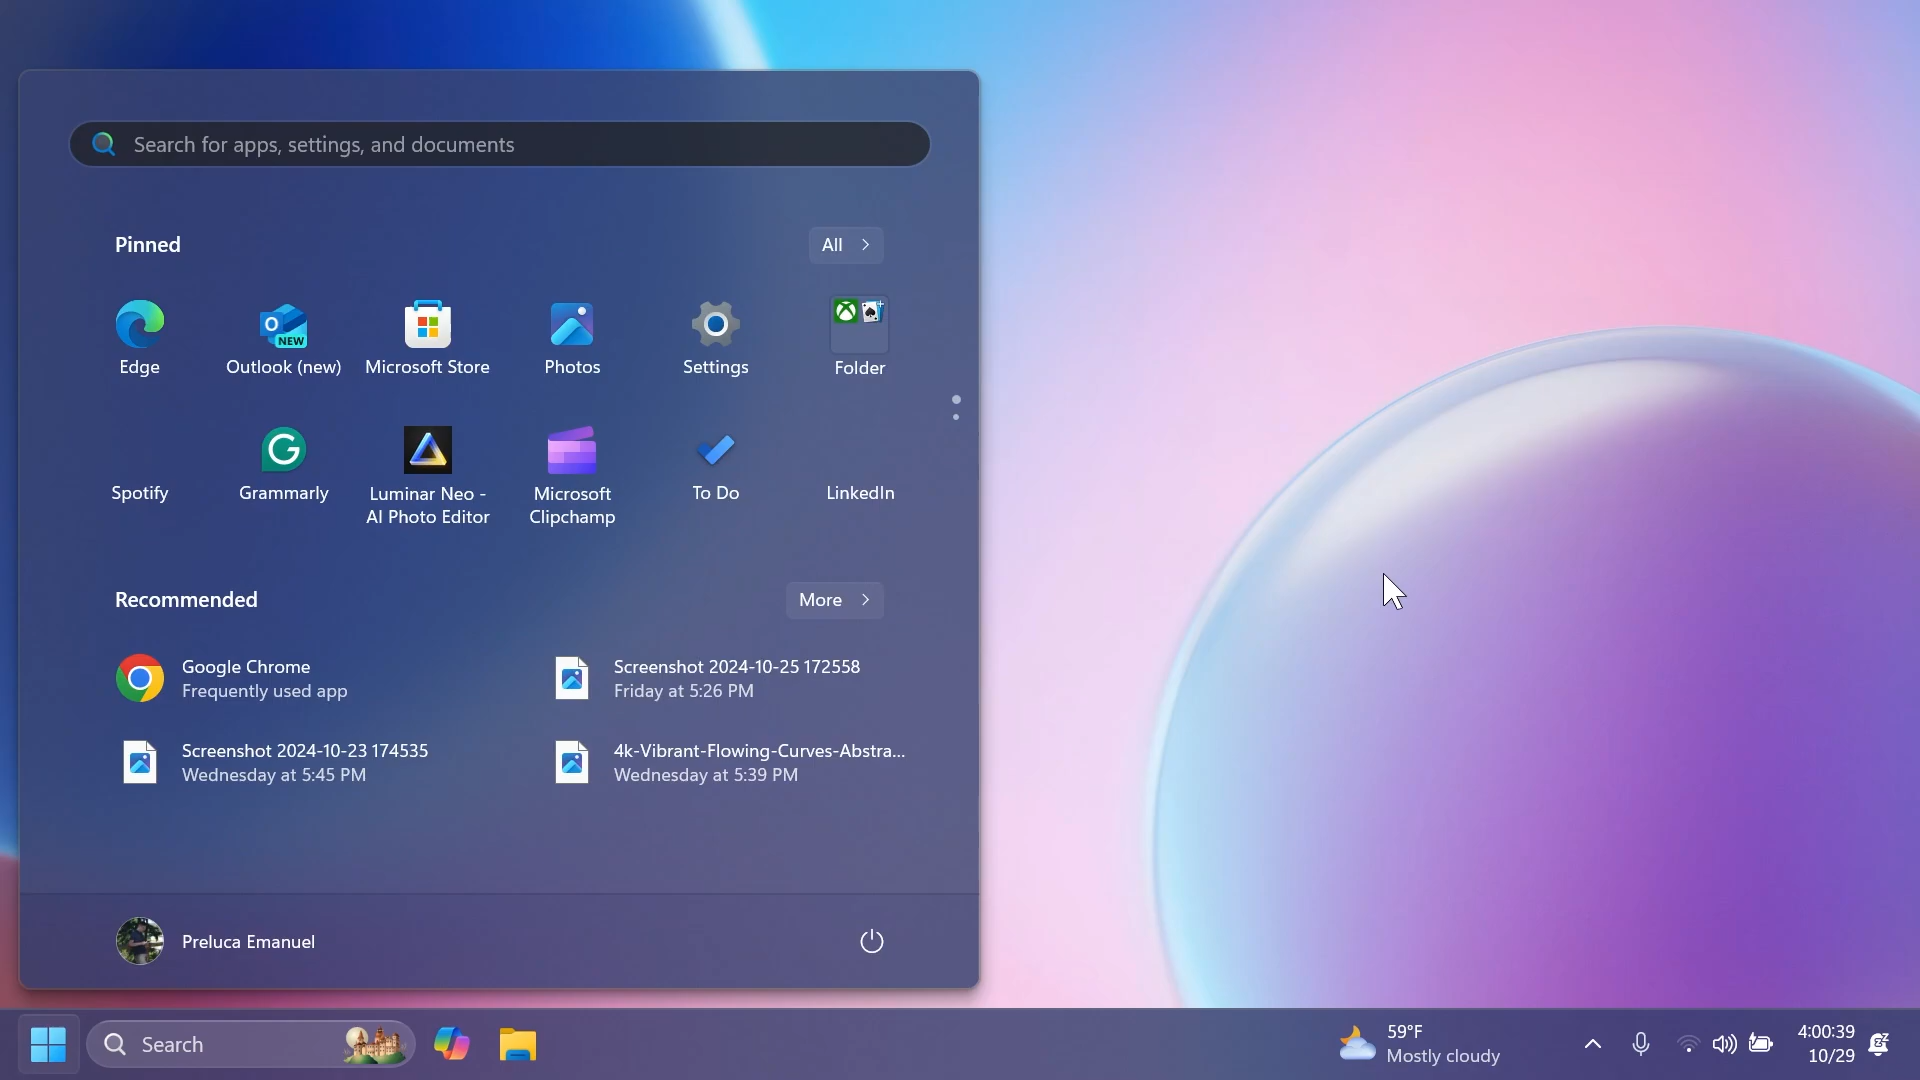 Search for apps, settings, and documents
Pinned
All
Edge
Outlook (new)
NEW
Microsoft Store
Photos
Settings
Folder
Spotify
Grammarly
Luminar Neo -
AI Photo Editor
Microsoft
Clipchamp
To Do
LinkedIn
Recommended
More
Google Chrome
Frequently used app
Screenshot 2024-10-25 172558
Friday at 5:26 PM
Screenshot 2024-10-23 174535
Wednesday at 5:45 PM
4k-Vibrant-Flowing-Curves-Abstra...
Wednesday at 5:39 PM
Preluca Emanuel
Search
59°F
Mostly cloudy
4:00:39
10/29